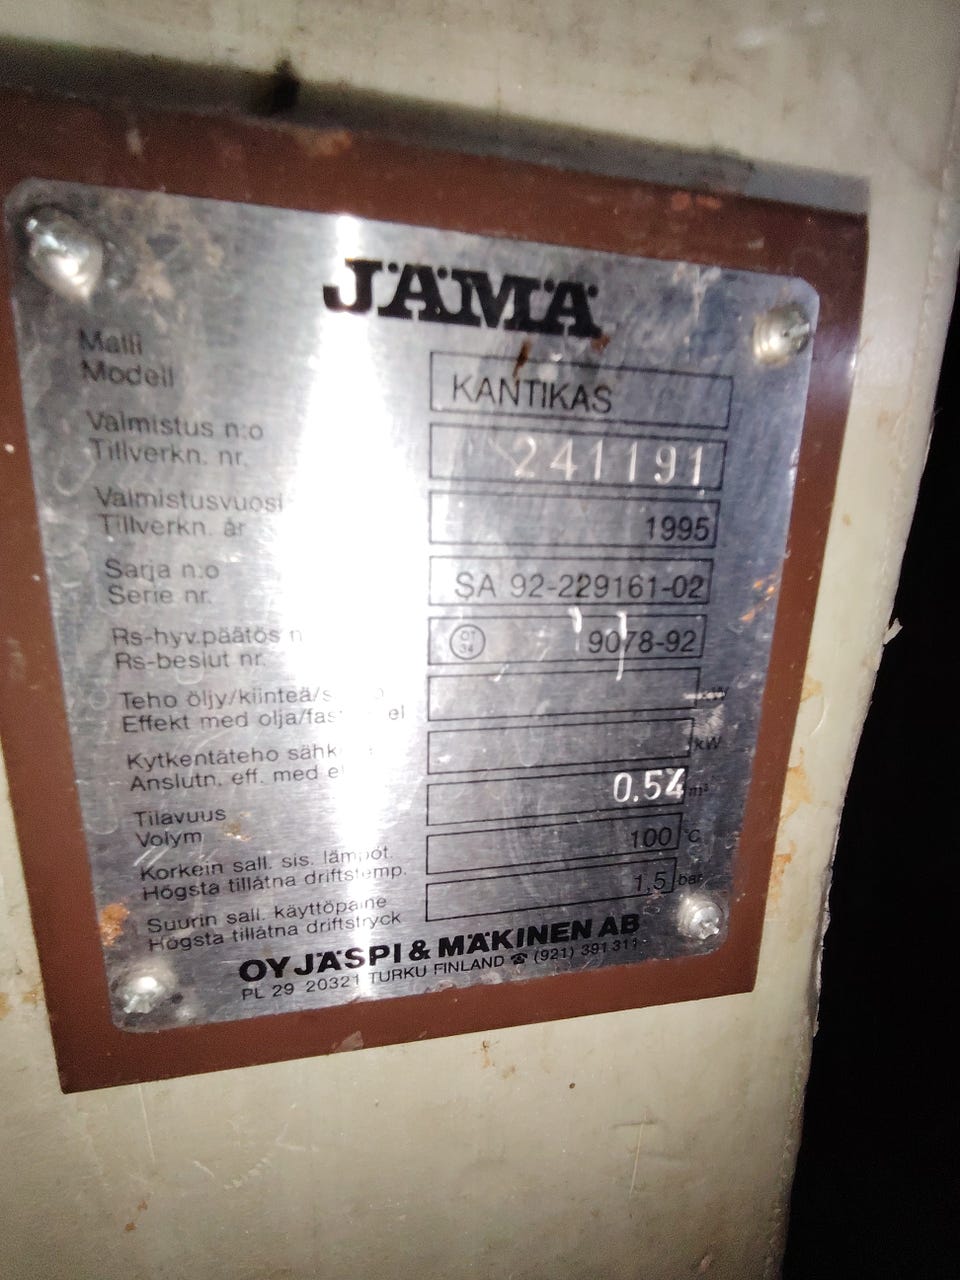 JÄMÄ
Malli
Modell
KANTIKAS
Valmistus n:o
Tillverkn. nr.
241191
Valmistusvuosi
Tillverkn. år
1995
Sarja n:o
Serie nr.
SA 92-229161-02
Rs-hyv.päätös n
Rs-beslut nr.
9078-92
Teho öljy/kiinteä/s
Effekt med olja/fas el
kW
Kytkentäteho sähk
Anslutn. eff. med e
kW
Tilavuus
Volym
0.54 m³
Korkein sall. sis. lämpöt.
Högsta tillåtna driftstemp.
100 °C
Suurin sall. käyttöpaine
Högsta tillåtna driftstryck
1,5 bar
OY JÄSPI & MÄKINEN AB
PL 29 20321 TURKU FINLAND ☎ (921) 391 311